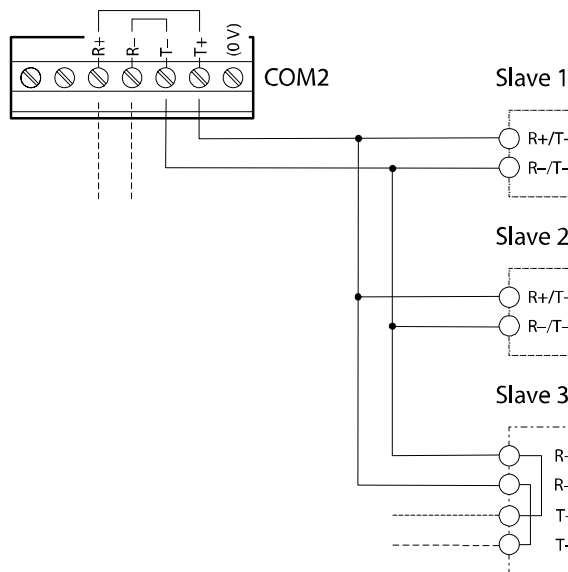 R+
R–
T–
T+
(0 V)
COM2
Slave 1
R+/T-
R–/T-
Slave 2
R+/T-
R–/T-
Slave 3
R-
R-
T-
T-